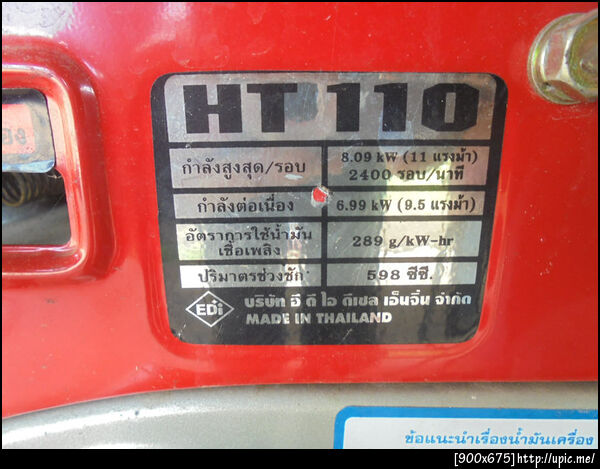 HT 110
กำลังสูงสุด/รอบ 8.09 kW (11 แรงม้า)
2400 รอบ/นาที
กำลังต่อเนื่อง 6.99 kW (9.5 แรงม้า)
อัตราการใช้น้ำมัน
เชื้อเพลิง 289 g/kW-hr
ปริมาตรช่วงชัก 598 ซีซี.
EDi บริษัท อี ดี ไอ ดีเซล เอ็นจิ้น จำกัด
MADE IN THAILAND
ข้อแนะนำเรื่องน้ำมันเครื่อง
[900x675]http://upic.me/